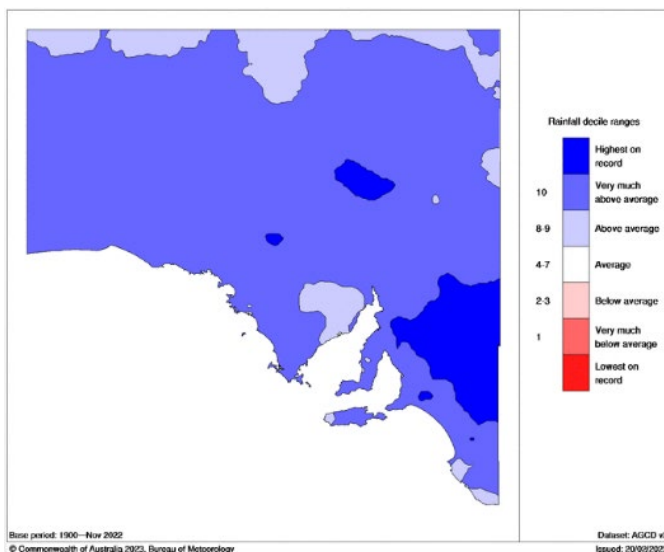 Rainfall decile ranges
Highest on
record
10
Very much
above average
8-9
Above average
4-7
Average
2-3
Below average
1
Very much
below average
Lowest on
record
Base period: 1900—Nov 2022
Dataset: AGCD
© Commonwealth of Australia 2023, Bureau of Meteorology
Issued: